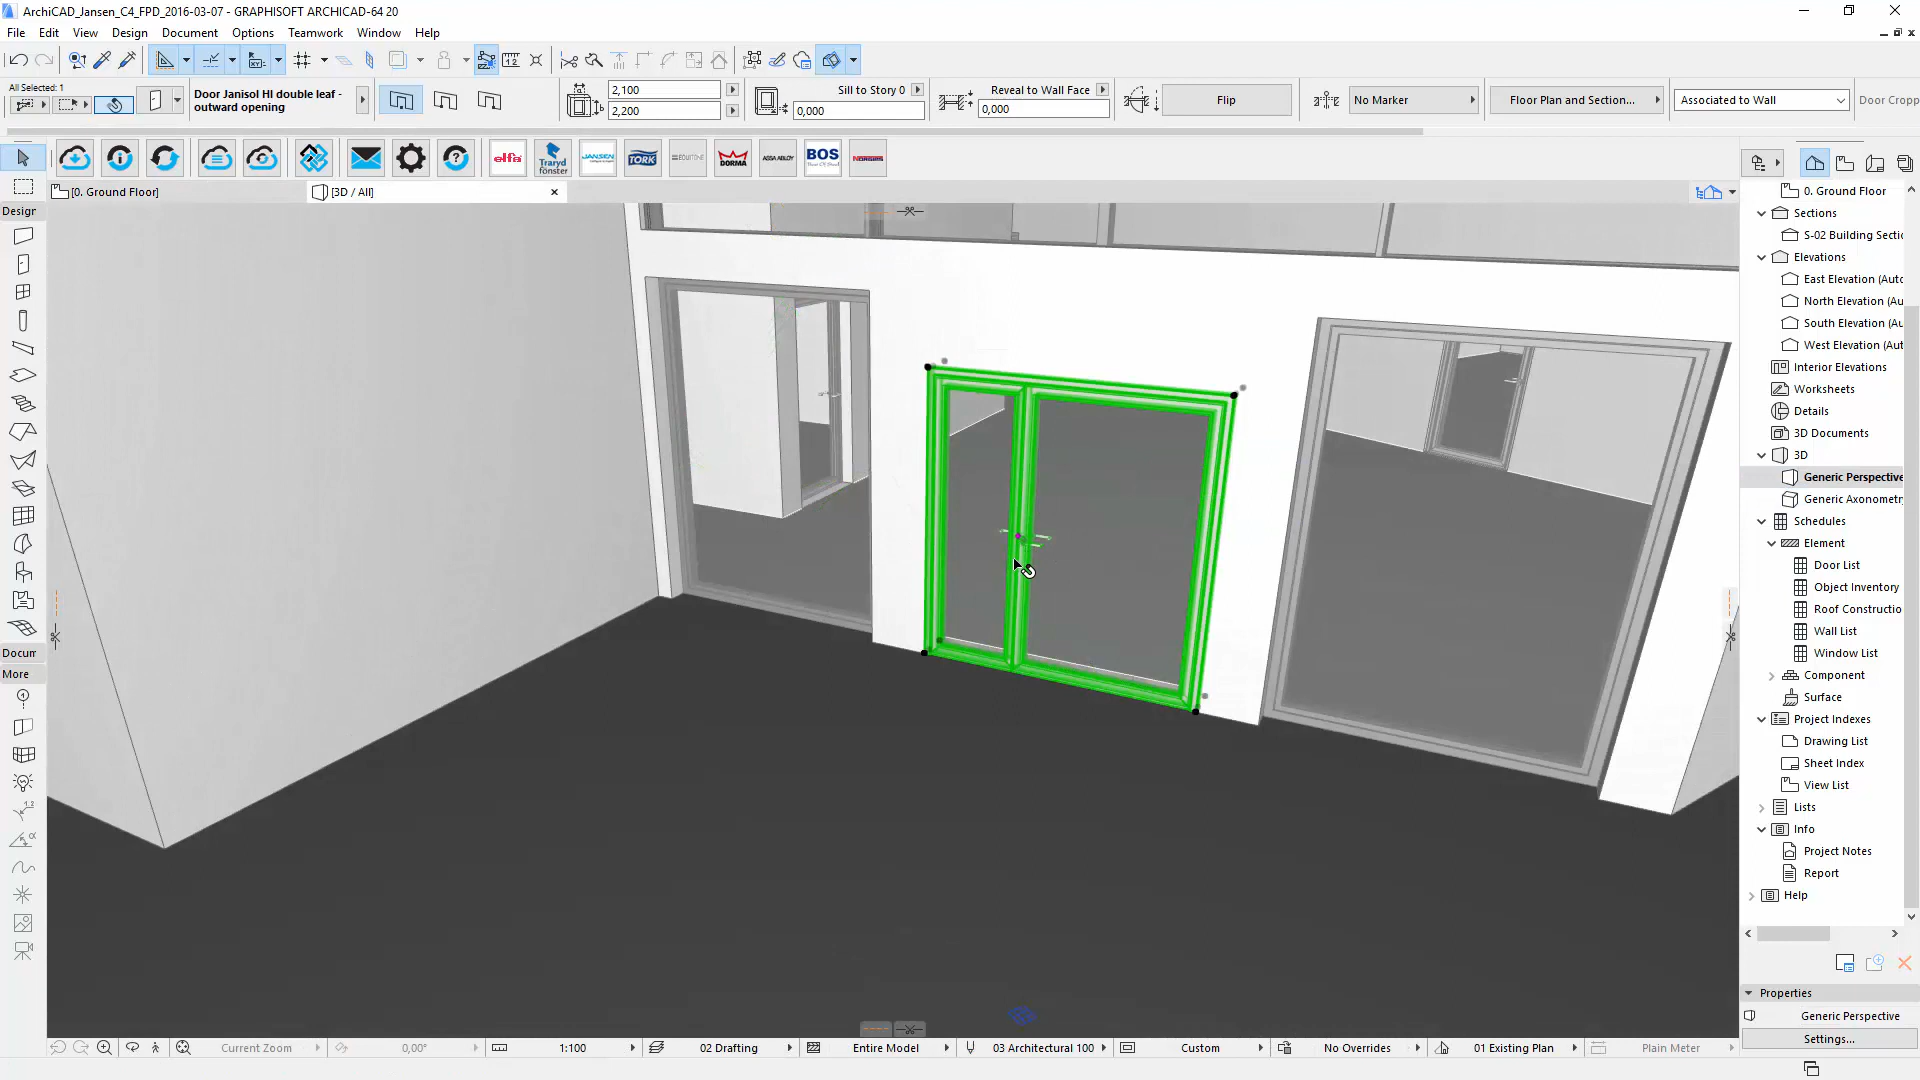 ArchiCAD_Jansen_C4_FPD_2016-03-07 - GRAPHISOFT ARCHICAD-64 20
File Edit View Design Document Options Teamwork Window Help
All Selected: 1
Door Janisol HI double leaf - outward opening
2,100
2,200
Sill to Story 0
0,000
Reveal to Wall Face
0,000
Flip
No Marker
Floor Plan and Section...
Associated to Wall
Door Cropp
elfa
Traryd fönster
JANSEN
TORK
EQUITONE
DORMA
ASSA ABLOY
BOS
[0. Ground Floor]
[3D / All]
Design
Docum
More
0. Ground Floor
Sections
S-02 Building Sectio
Elevations
East Elevation (Auto
North Elevation (Au
South Elevation (Au
West Elevation (Aut
Interior Elevations
Worksheets
Details
3D Documents
3D
Generic Perspective
Generic Axonometr
Schedules
Element
Door List
Object Inventory
Roof Constructio
Wall List
Window List
Component
Surface
Project Indexes
Drawing List
Sheet Index
View List
Lists
Info
Project Notes
Report
Help
Properties
Generic Perspective
Settings...
Current Zoom
0,00°
1:100
02 Drafting
Entire Model
03 Architectural 100
Custom
No Overrides
01 Existing Plan
Plain Meter